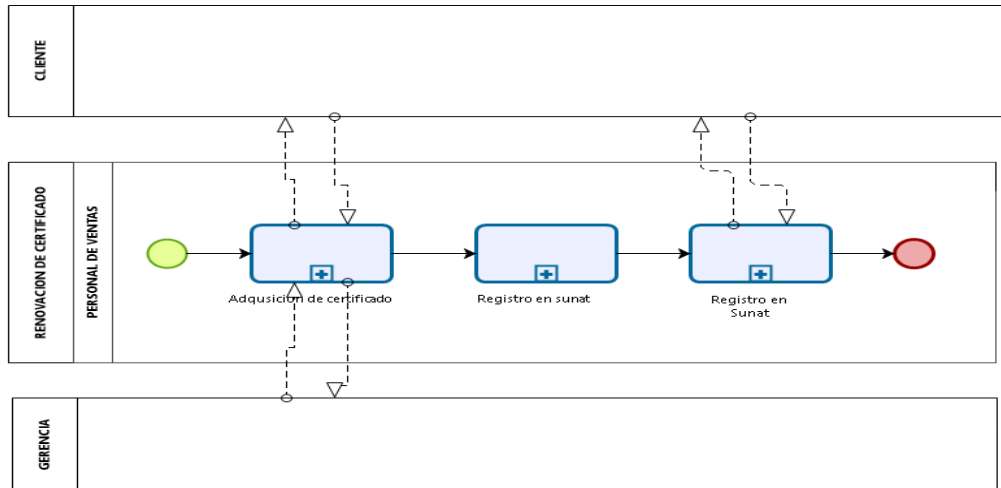 CLIENTE
RENOVACION DE CERTIFICADO
PERSONAL DE VENTAS
Adqusicion de certificado
Registro en sunat
Registro en
Sunat
GERENCIA